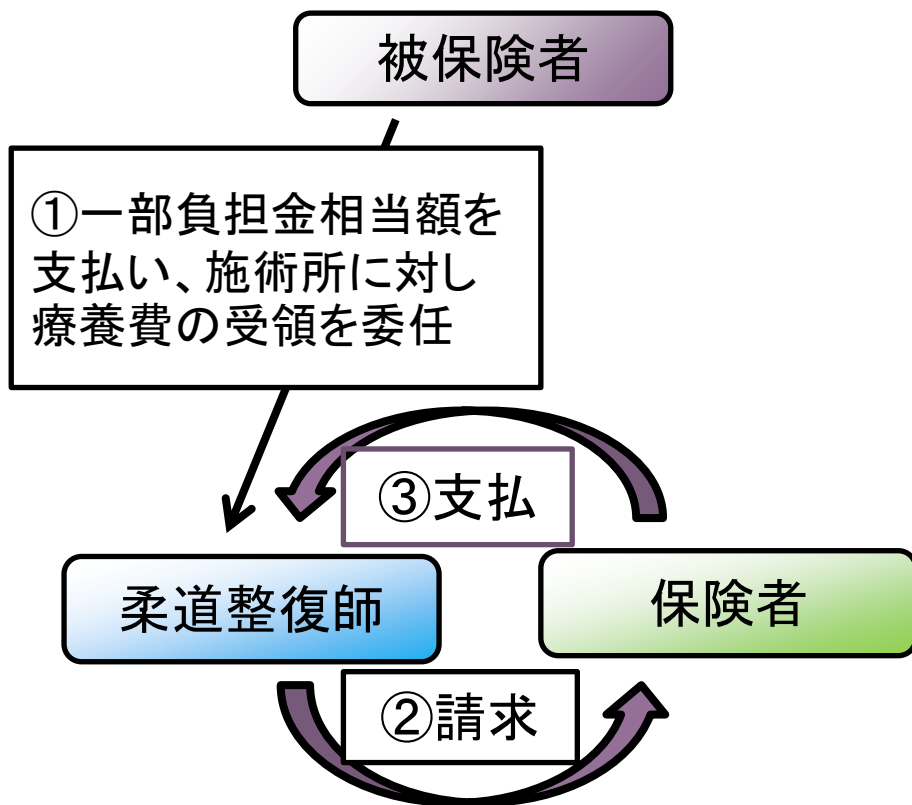 被保険者
①一部負担金相当額を
支払い、施術所に対し
療養費の受領を委任
③支払
柔道整復師
保険者
②請求